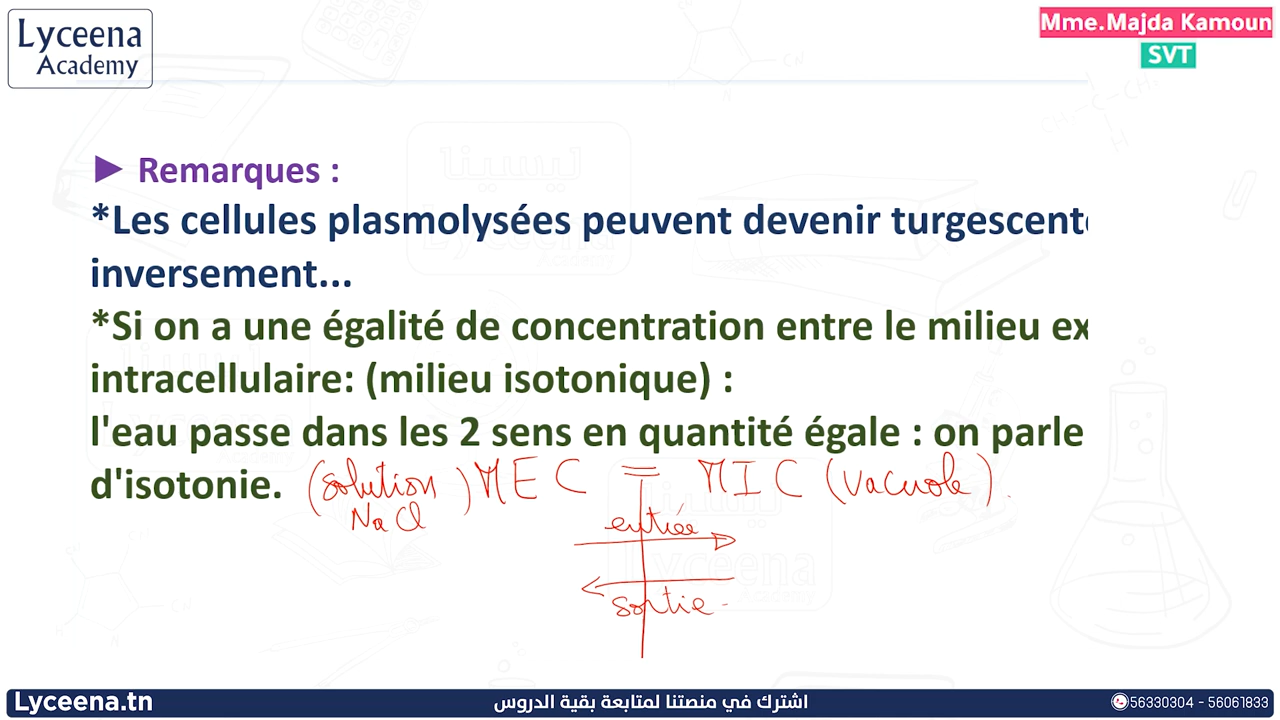 Lyceena
Academy
Mme.Majda Kamoun
SVT
► Remarques :
*Les cellules plasmolysées peuvent devenir turgescent
inversement...
*Si on a une égalité de concentration entre le milieu ex
intracellulaire: (milieu isotonique) :
l'eau passe dans les 2 sens en quantité égale : on parle
d'isotonie. (solution) MEC = MIC (vacuole).
NaCl
entrée
sortie
Lyceena.tn
اشترك في منصتنا لمتابعة بقية الدروس
56330304 - 56061833